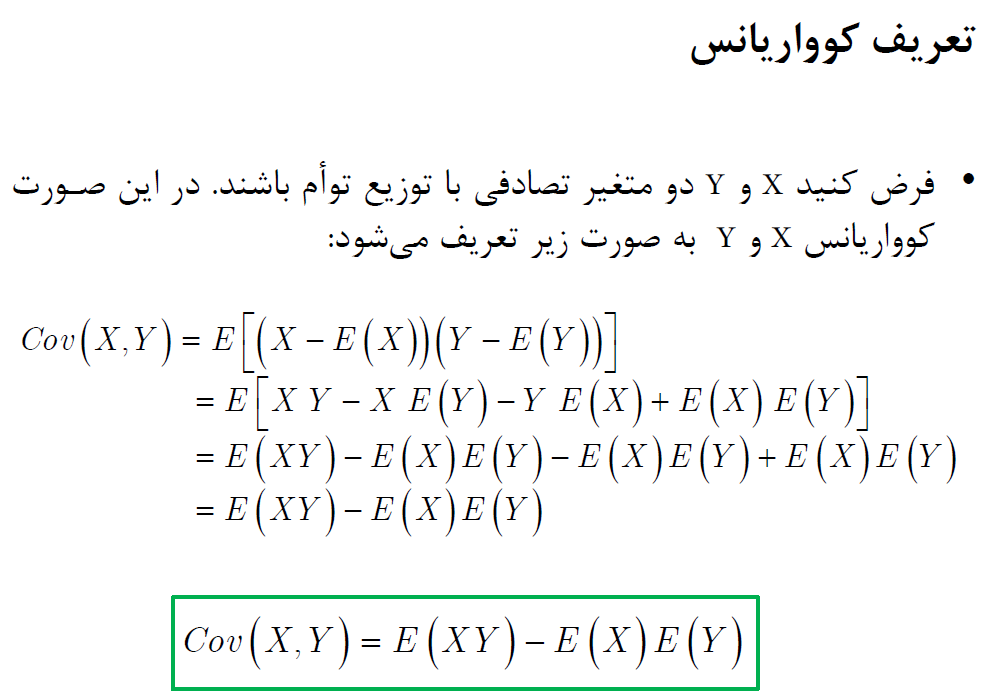 تعریف کوواریانس
• فرض کنید X و Y دو متغیر تصادفی با توزیع توأم باشند. در این صورت
کوواریانس X و Y به صورت زیر تعریف می‌شود:
Cov(X,Y) = E[(X − E(X))(Y − E(Y))]
= E[X Y − X E(Y) − Y E(X) + E(X) E(Y)]
= E(XY) − E(X)E(Y) − E(X)E(Y) + E(X)E(Y)
= E(XY) − E(X)E(Y)
Cov(X,Y) = E(XY) − E(X)E(Y)